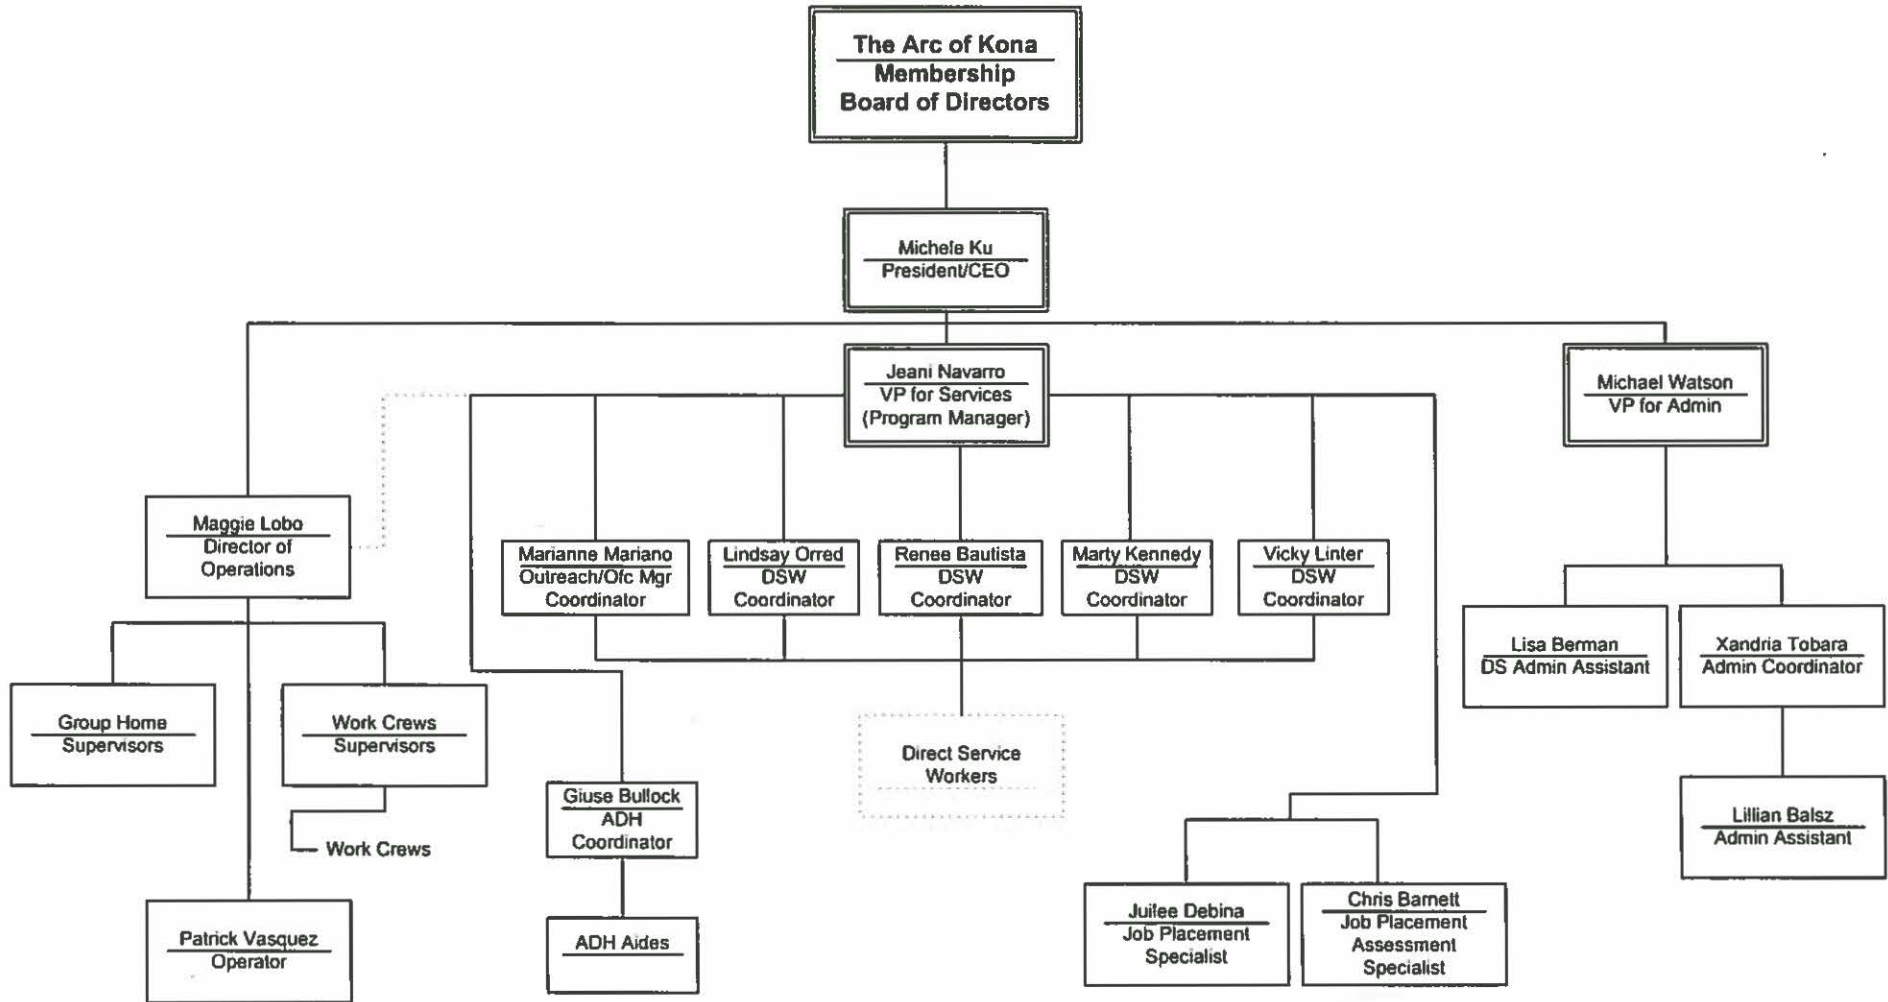 The Arc of Kona
Membership
Board of Directors
Michele Ku
President/CEO
Jeani Navarro
VP for Services
(Program Manager)
Michael Watson
VP for Admin
Maggie Lobo
Director of
Operations
Marianne Mariano
Outreach/Ofc Mgr
Coordinator
Lindsay Orred
DSW
Coordinator
Renee Bautista
DSW
Coordinator
Marty Kennedy
DSW
Coordinator
Vicky Linter
DSW
Coordinator
Lisa Berman
DS Admin Assistant
Xandria Tobara
Admin Coordinator
Group Home
Supervisors
Work Crews
Supervisors
Direct Service
Workers
Giuse Bullock
ADH
Coordinator
Lillian Balsz
Admin Assistant
Work Crews
Juilee Debina
Job Placement
Specialist
Chris Barnett
Job Placement
Assessment
Specialist
Patrick Vasquez
Operator
ADH Aides